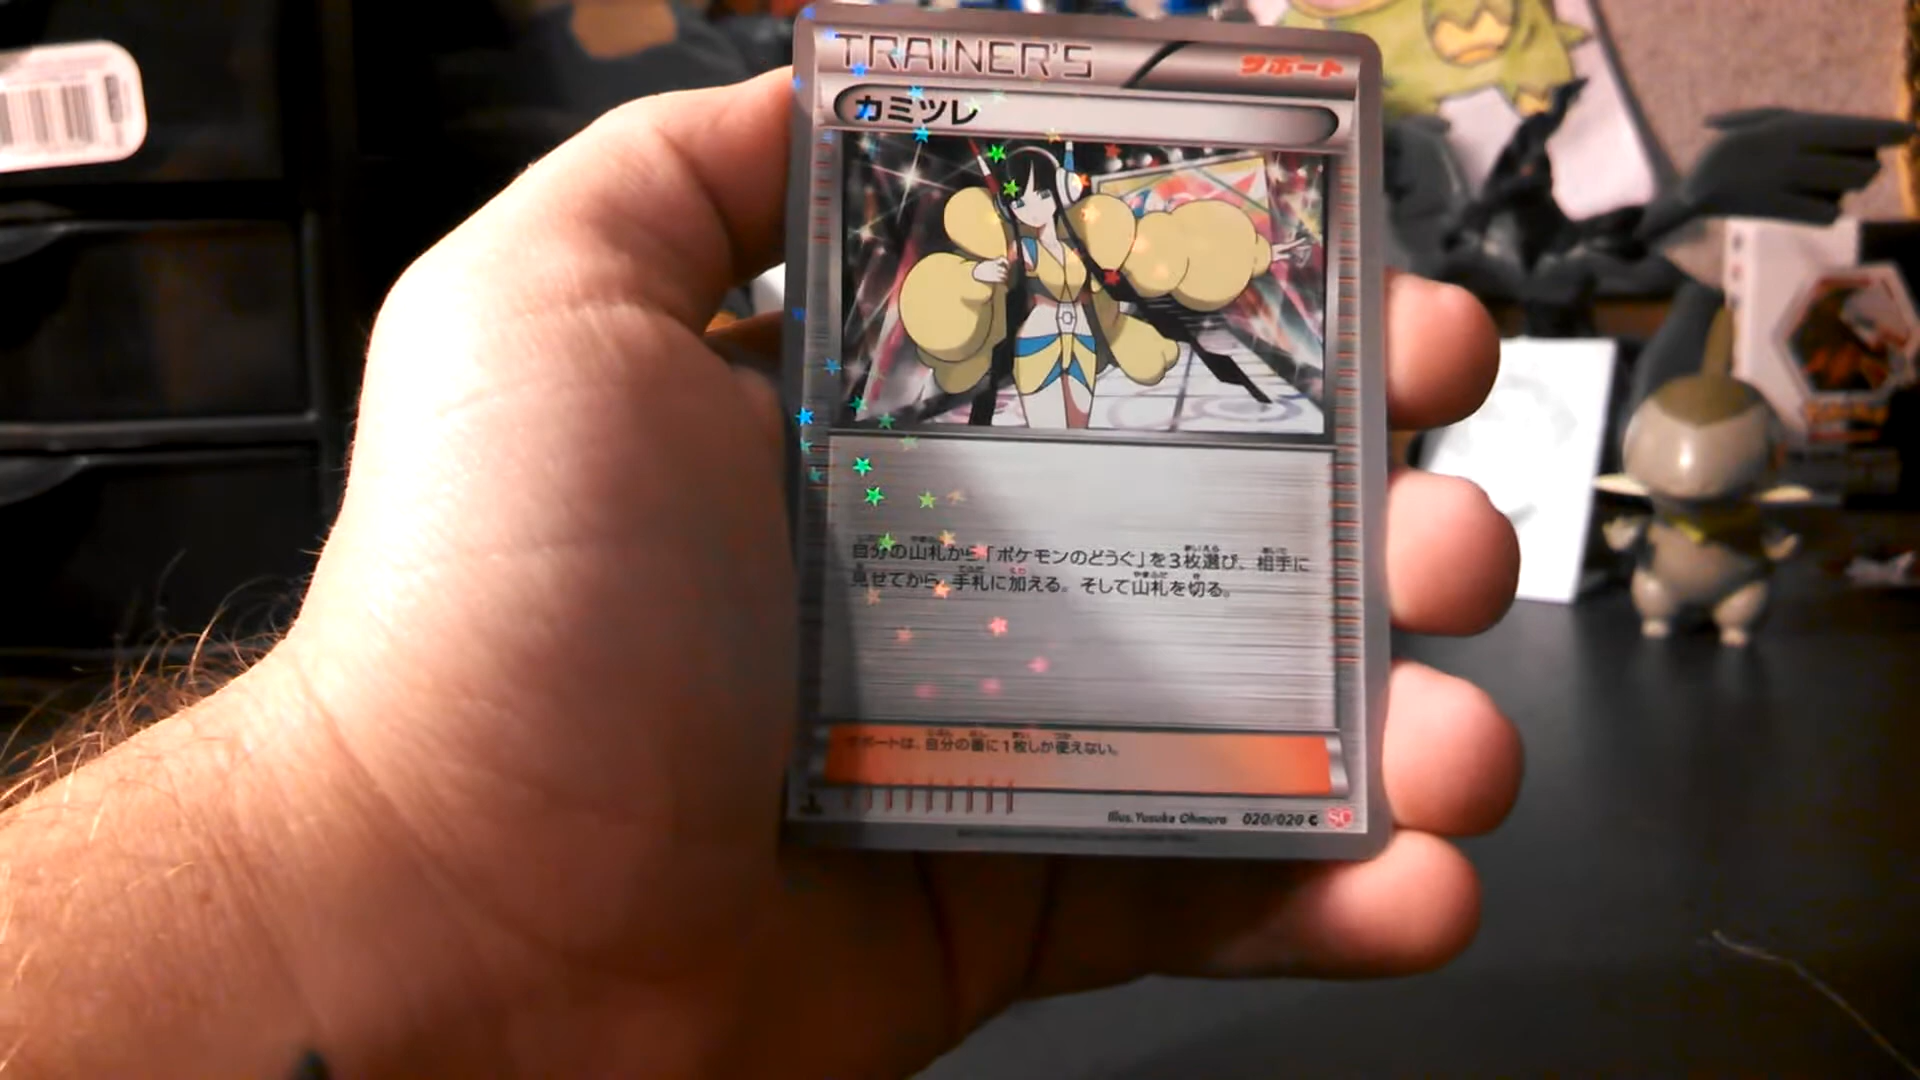 TRAINER'S
サポート
カミツレ
自分の山札から「ポケモンのどうぐ」を3枚選び、相手に
見せてから、手札に加える。そして山札を切る。
サポートは、自分の番に1枚しか使えない。
Illus. Yusuke Ohmura 020/020 C SC